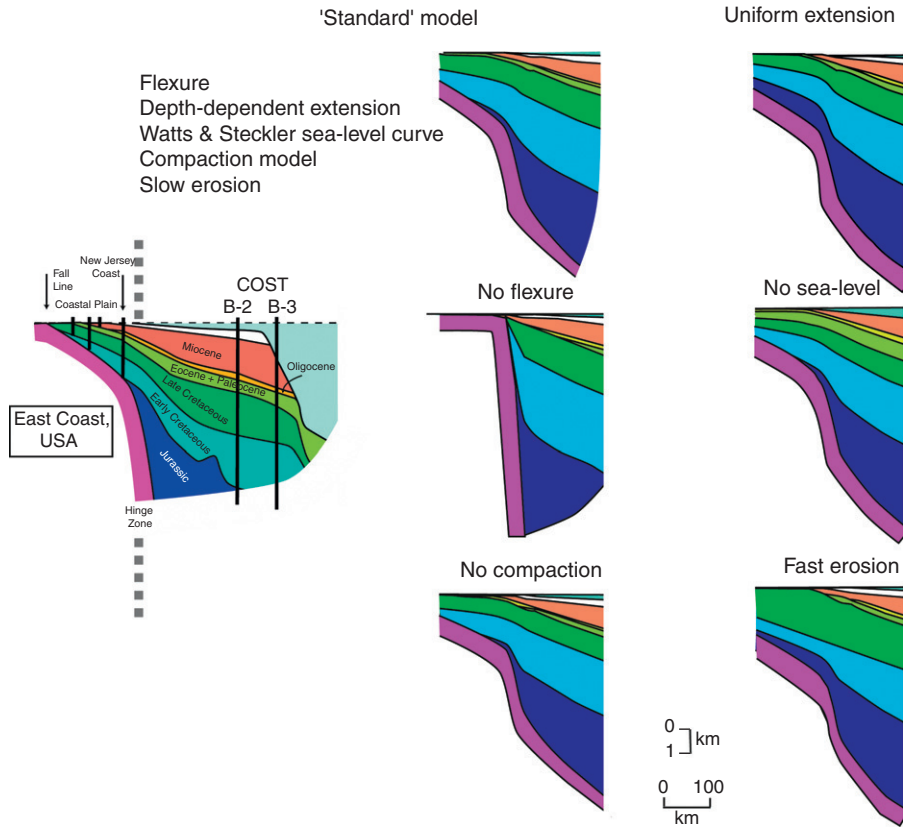 'Standard' model
Uniform extension
Flexure
Depth-dependent extension
Watts & Steckler sea-level curve
Compaction model
Slow erosion
Fall
Line
New Jersey
Coast
Coastal Plain
COST
B-2 B-3
Miocene
Oligocene
Eocene + Paleocene
Late Cretaceous
Early Cretaceous
Jurassic
East Coast,
USA
Hinge
Zone
No flexure
No sea-level
No compaction
Fast erosion
0
1
km
0 100
km